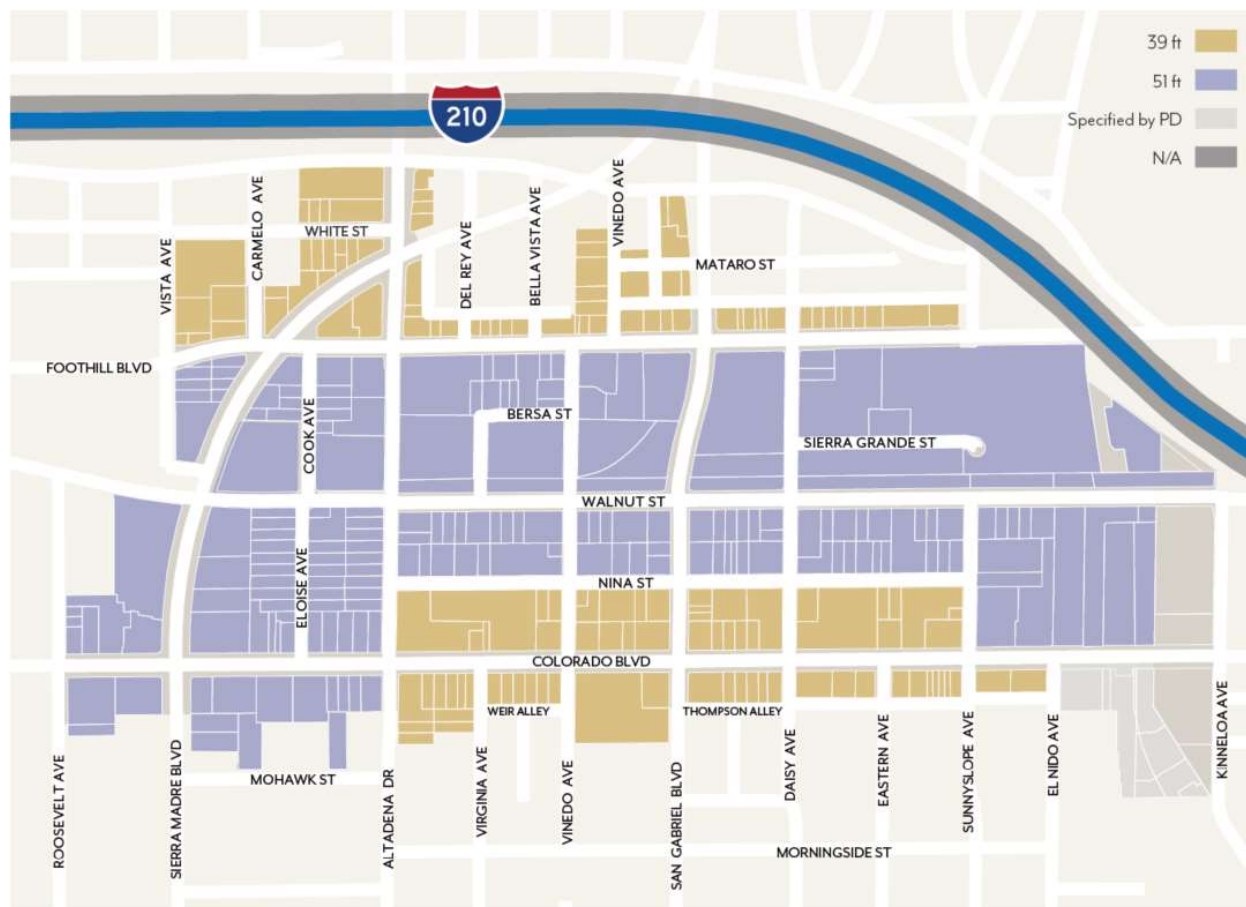 39 ft
51 ft
Specified by PD
N/A
210
WHITE ST
VISTA AVE
CARMELO AVE
DEL REY AVE
BELLA VISTA AVE
VINEDO AVE
MATARO ST
FOOTHILL BLVD
COOK AVE
BERSA ST
SIERRA GRANDE ST
WALNUT ST
ELOISE AVE
NINA ST
COLORADO BLVD
WEIR ALLEY
THOMPSON ALLEY
MOHAWK ST
ROOSEVELT AVE
SIERRA MADRE BLVD
ALTADENA DR
VIRGINIA AVE
VINEDO AVE
SAN GABRIEL BLVD
DAISY AVE
EASTERN AVE
SUNNYSLOPE AVE
EL NIDO AVE
KINNELOA AVE
MORNINGSIDE ST